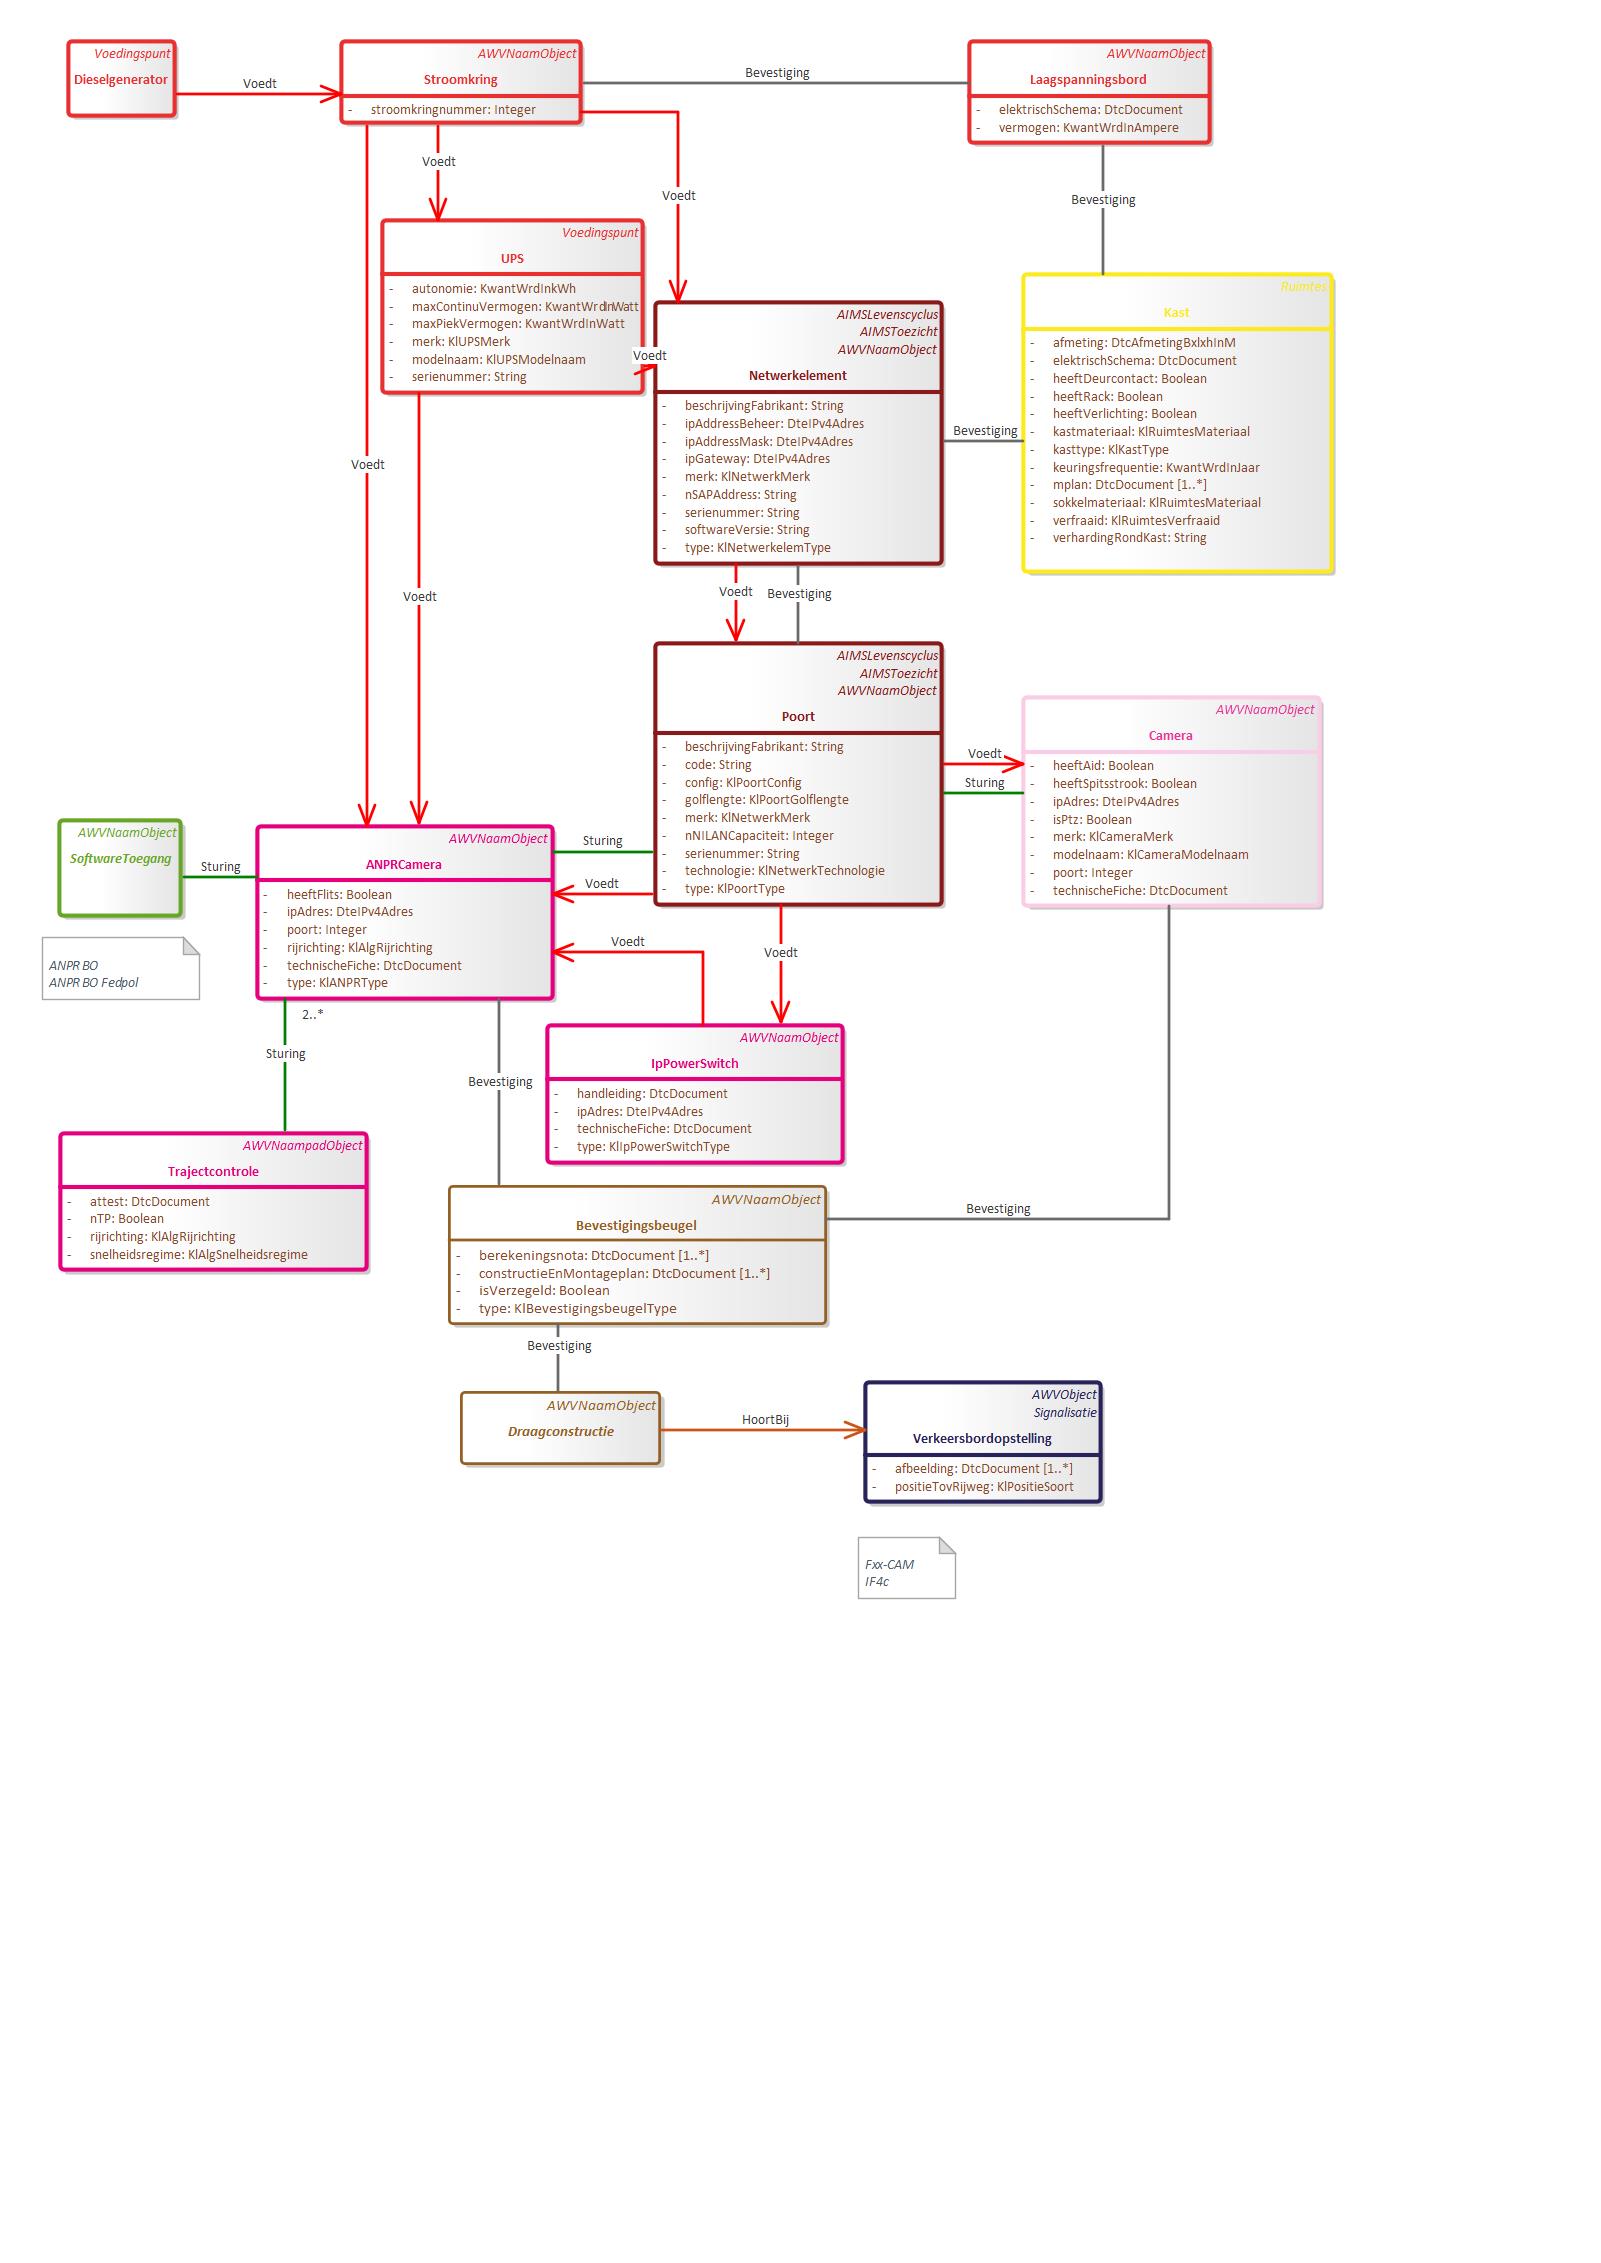 Voedingspunt
Dieselgenerator
Voedt
AWVNaamObject
Stroomkring
- stroomkringnummer: Integer
Bevestiging
AWVNaamObject
Laagspanningsbord
- elektrischSchema: DtcDocument
- vermogen: KwantWrdInAmpere
Voedt
Voedt
Bevestiging
Voedingspunt
UPS
- autonomie: KwantWrdInkWh
- maxContinuVermogen: KwantWrdInWatt
- maxPiekVermogen: KwantWrdInWatt
- merk: KlUPSMerk
- modelnaam: KlUPSModelnaam
- serienummer: String
Voedt
AIMSLevenscyclus
AIMSToezicht
AWVNaamObject
Netwerkelement
- beschrijvingFabrikant: String
- ipAddressBeheer: DteIPv4Adres
- ipAddressMask: DteIPv4Adres
- ipGateway: DteIPv4Adres
- merk: KlNetwerkMerk
- nSAPAddress: String
- serienummer: String
- softwareVersie: String
- type: KlNetwerkelemType
Bevestiging
Ruimtes
Kast
- afmeting: DtcAfmetingBxlxhInM
- elektrischSchema: DtcDocument
- heeftDeurcontact: Boolean
- heeftRack: Boolean
- heeftVerlichting: Boolean
- kastmateriaal: KlRuimtesMateriaal
- kasttype: KlKastType
- keuringsfrequentie: KwantWrdInJaar
- mplan: DtcDocument [1..*]
- sokkelmateriaal: KlRuimtesMateriaal
- verfraaid: KlRuimtesVerfraaid
- verhardingRondKast: String
Voedt
Voedt
Voedt
Bevestiging
AIMSLevenscyclus
AIMSToezicht
AWVNaamObject
Poort
- beschrijvingFabrikant: String
- code: String
- config: KlPoortConfig
- golflengte: KlPoortGolflengte
- merk: KlNetwerkMerk
- nNILANCapaciteit: Integer
- serienummer: String
- technologie: KlNetwerkTechnologie
- type: KlPoortType
Voedt
Sturing
AWVNaamObject
Camera
- heeftAid: Boolean
- heeftSpitsstrook: Boolean
- ipAdres: DteIPv4Adres
- isPtz: Boolean
- merk: KlCameraMerk
- modelnaam: KlCameraModelnaam
- poort: Integer
- technischeFiche: DtcDocument
AWVNaamObject
SoftwareToegang
Sturing
AWVNaamObject
ANPRCamera
- heeftFlits: Boolean
- ipAdres: DteIPv4Adres
- poort: Integer
- rijrichting: KlAlgRijrichting
- technischeFiche: DtcDocument
- type: KlANPRType
Sturing
Voedt
Voedt
Voedt
ANPR BO
ANPR BO Fedpol
2..*
Sturing
Bevestiging
AWVNaamObject
IpPowerSwitch
- handleiding: DtcDocument
- ipAdres: DteIPv4Adres
- technischeFiche: DtcDocument
- type: KlIpPowerSwitchType
AWVNaampadObject
Trajectcontrole
- attest: DtcDocument
- nTP: Boolean
- rijrichting: KlAlgRijrichting
- snelheidsregime: KlAlgSnelheidsregime
AWVNaamObject
Bevestigingsbeugel
- berekeningsnota: DtcDocument [1..*]
- constructieEnMontageplan: DtcDocument [1..*]
- isVerzegeld: Boolean
- type: KlBevestigingsbeugelType
Bevestiging
Bevestiging
AWVNaamObject
Draagconstructie
HoortBij
AWVObject
Signalisatie
Verkeersbordopstelling
- afbeelding: DtcDocument [1..*]
- positieTovRijweg: KlPositieSoort
Fxx-CAM
IF4c